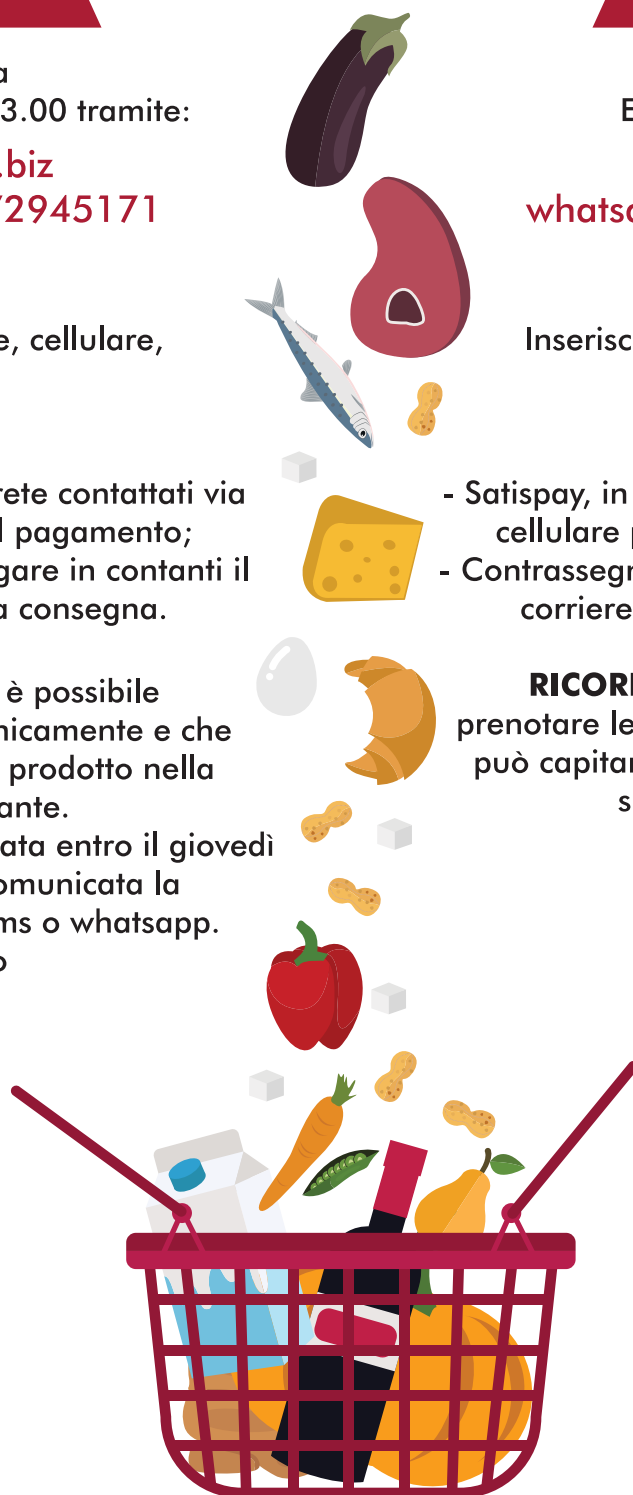 a
3.00 tramite:
.biz
72945171
e, cellulare,
rete contattati via
l pagamento;
gare in contanti il
a consegna.
è possibile
nicamente e che
prodotto nella
ante.
ata entro il giovedì
omunicata la
ms o whatsapp.
o
E
whatsa
Inserisc
- Satispay, in
cellulare p
- Contrassegn
corriere
RICORD
prenotare le
può capitar
s